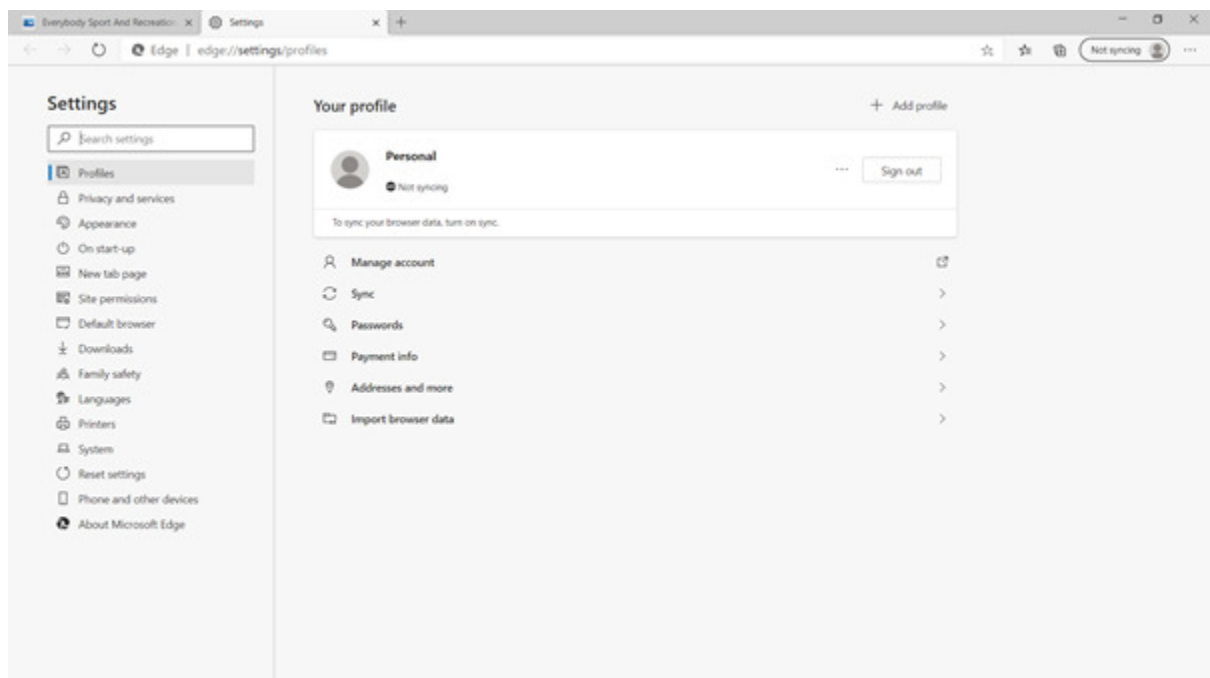 Everybody Sport And Recreation
Settings
Edge | edge://settings/profiles
Not syncing
Settings
Search settings
Profiles
Privacy and services
Appearance
On start-up
New tab page
Site permissions
Default browser
Downloads
Family safety
Languages
Printers
System
Reset settings
Phone and other devices
About Microsoft Edge
Your profile
Add profile
Personal
Not syncing
Sign out
To sync your browser data, turn on sync.
Manage account
Sync
Passwords
Payment info
Addresses and more
Import browser data